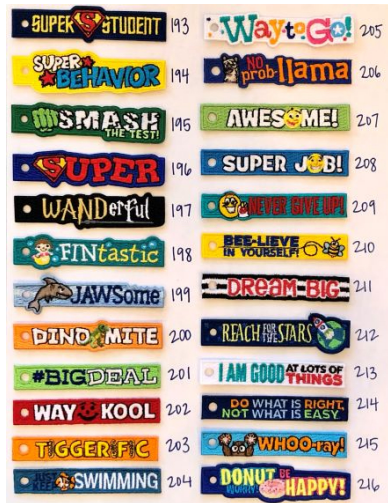 SUPER S STUDENT 193
SUPER BEHAVIOR 194
SMASH THE TEST! 195
SUPER 196
WANDerful 197
FINtastic 198
JAWSome 199
DINO MITE 200
#BIGDEAL 201
WAY KOOL 202
TIGGERIFIC 203
JUST KEEP SWIMMING 204
Way to Go! 205
NO prob-llama 206
AWESOME! 207
SUPER JOB! 208
NEVER GIVE UP! 209
BEE-LIEVE
IN YOURSELF! 210
DREAM BIG 211
REACH FOR THE STARS 212
I AM GOOD AT LOTS OF THINGS 213
DO WHAT IS RIGHT,
NOT WHAT IS EASY. 214
WHOO-ray! 215
DONUT BE
WORRY! HAPPY! 216